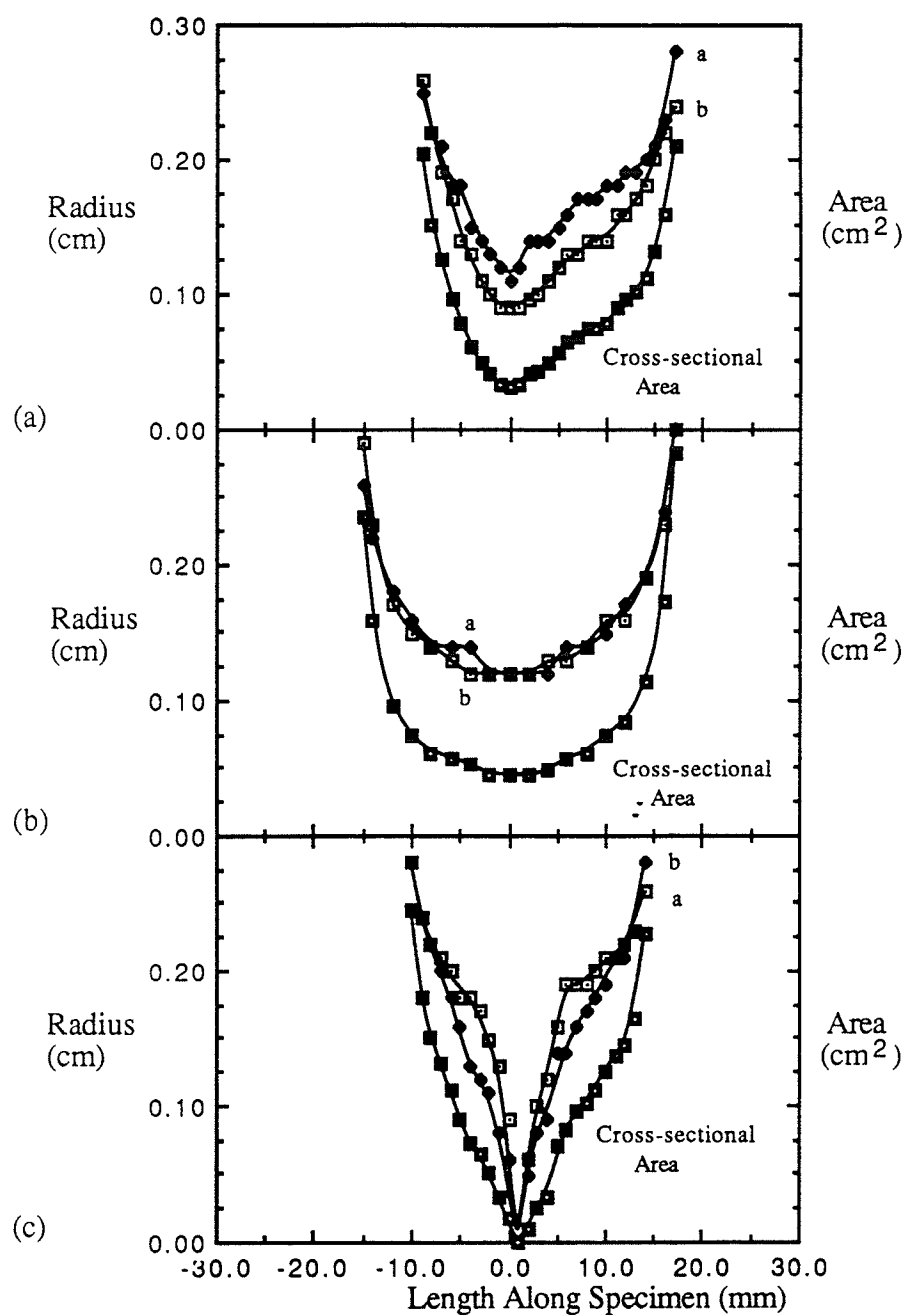 0.30
a
b
0.20
Radius
(cm)
Area
(cm2)
0.10
Cross-sectional
Area
(a)
0.00
0.20
a
Radius
(cm)
Area
(cm2)
b
0.10
Cross-sectional
Area
(b)
0.00
b
a
0.20
Radius
(cm)
Area
(cm2)
0.10
Cross-sectional
Area
(c)
0.00
-30.0 -20.0 -10.0 0.0 10.0 20.0 30.0
Length Along Specimen (mm)